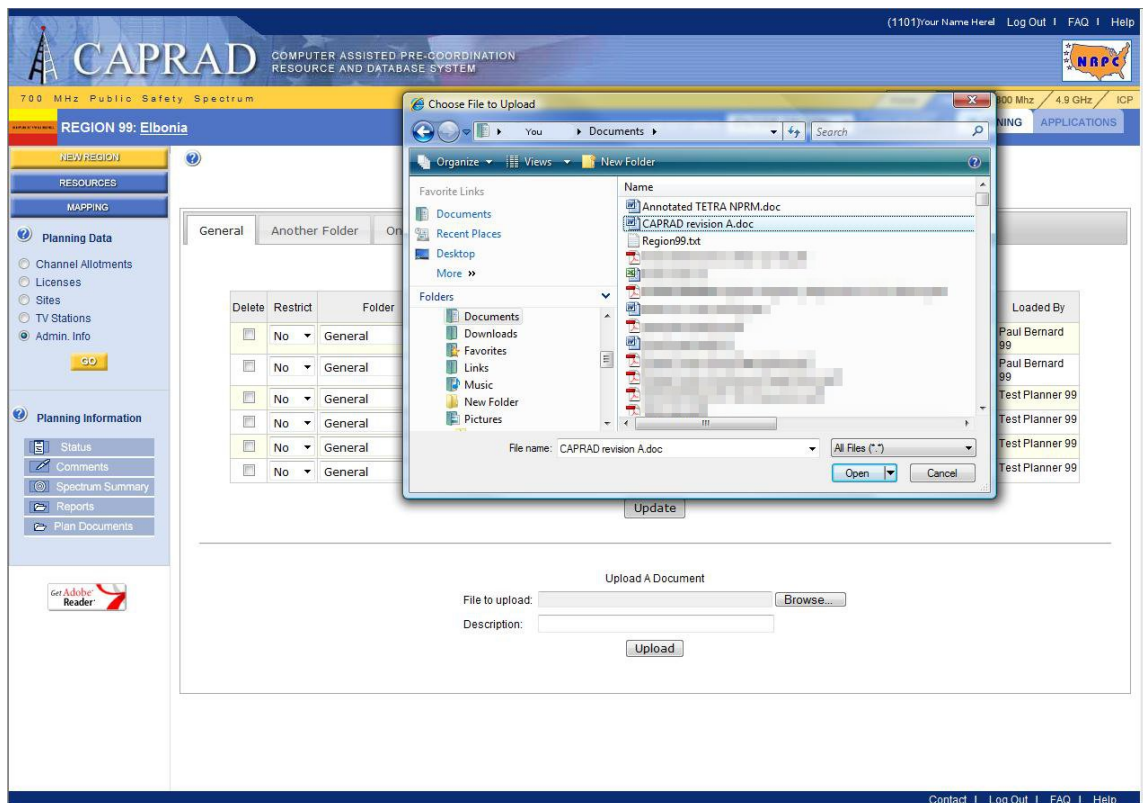 (1101)Your Name Here! Log Out | FAQ | Help
CAPRAD
COMPUTER ASSISTED PRE-COORDINATION
RESOURCE AND DATABASE SYSTEM
NRPC
700 MHz Public Safety Spectrum
800 Mhz / 4.9 GHz / ICP
REGION 99: Elbonia
APPLICATIONS
NEW REGION
RESOURCES
MAPPING
Planning Data
Channel Allotments
Licenses
Sites
TV Stations
Admin. Info
GO
Planning Information
Status
Comments
Spectrum Summary
Reports
Plan Documents
Get Adobe Reader
General Another Folder On
Delete Restrict Folder Loaded By
No General Paul Bernard 99
No General Paul Bernard 99
No General Test Planner 99
No General Test Planner 99
No General Test Planner 99
No General Test Planner 99
Choose File to Upload
You Documents Search
Organize Views New Folder
Favorite Links
Documents
Recent Places
Desktop
More »
Folders
Documents
Downloads
Favorites
Links
Music
New Folder
Pictures
Name
Annotated TETRA NPRM.doc
CAPRAD revision A.doc
Region99.txt
File name: CAPRAD revision A.doc All Files (*.*)
Open Cancel
Update
Upload A Document
File to upload: Browse...
Description:
Upload
Contact | Log Out | FAQ | Help